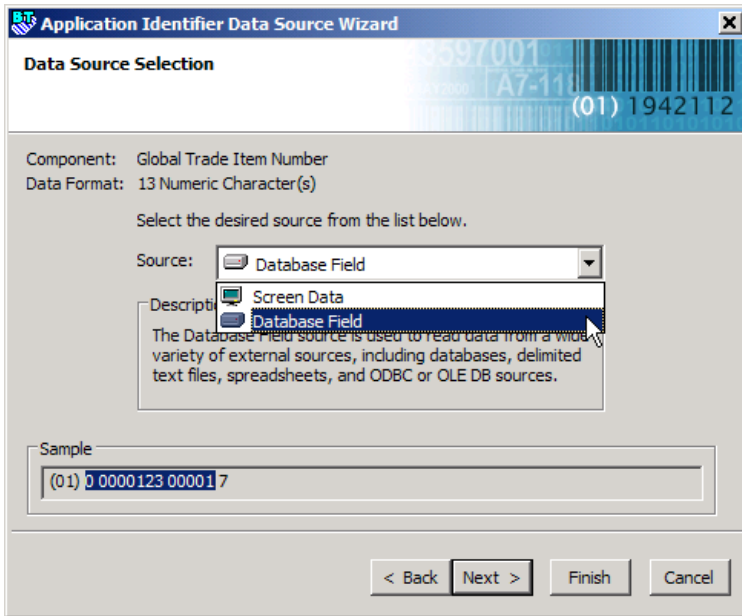 Application Identifier Data Source Wizard
Data Source Selection
3597001
A7-118
(01) 1942112
Component: Global Trade Item Number
Data Format: 13 Numeric Character(s)
Select the desired source from the list below.
Source: Database Field
Screen Data
Database Field
The Database Field source is used to read data from a wide
variety of external sources, including databases, delimited
text files, spreadsheets, and ODBC or OLE DB sources.
Sample
(01) 0 0000123 00001 7
< Back Next > Finish Cancel